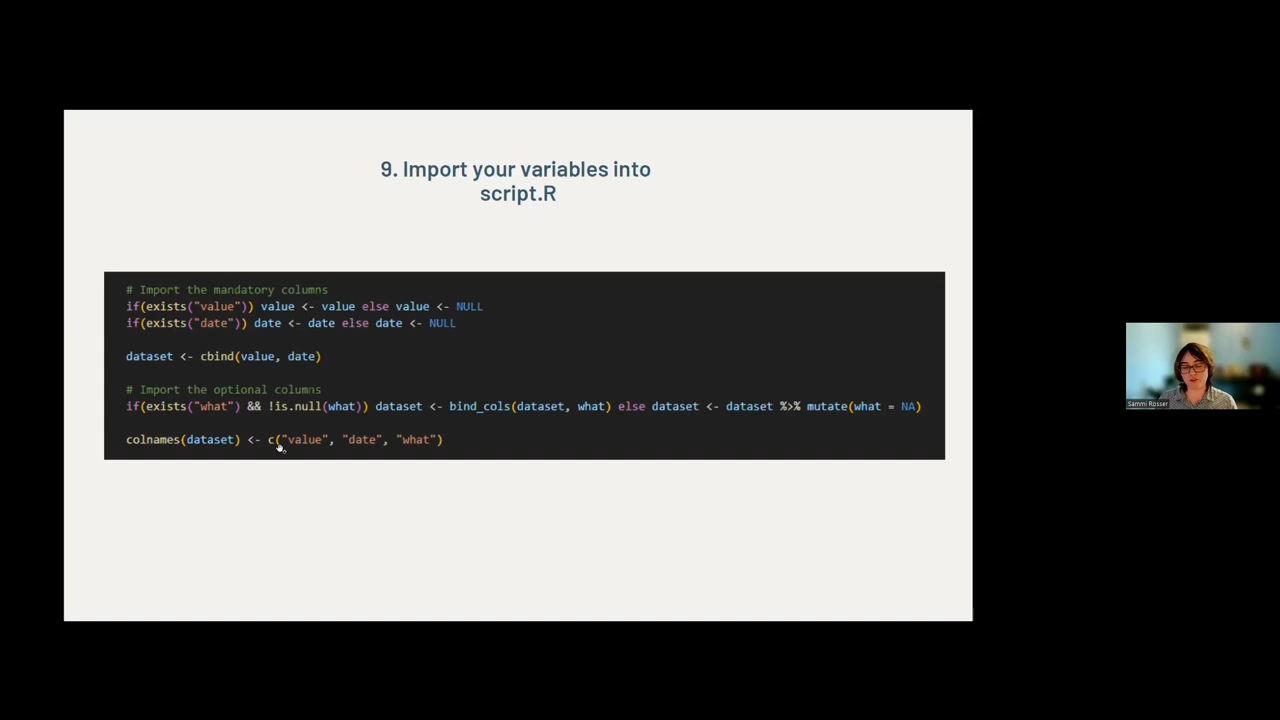 9. Import your variables into
script.R
# Import the mandatory columns
if(exists("value")) value <- value else value <- NULL
if(exists("date")) date <- date else date <- NULL
dataset <- cbind(value, date)
# Import the optional columns
if(exists("what") && !is.null(what)) dataset <- bind_cols(dataset, what) else dataset <- dataset %>% mutate(what = NA)
colnames(dataset) <- c("value", "date", "what")
Sammi Rosser